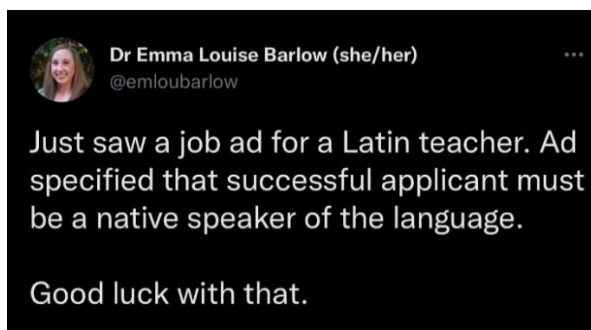 Dr Emma Louise Barlow (she/her)
@emloubarlow
Just saw a job ad for a Latin teacher. Ad
specified that successful applicant must
be a native speaker of the language.
Good luck with that.